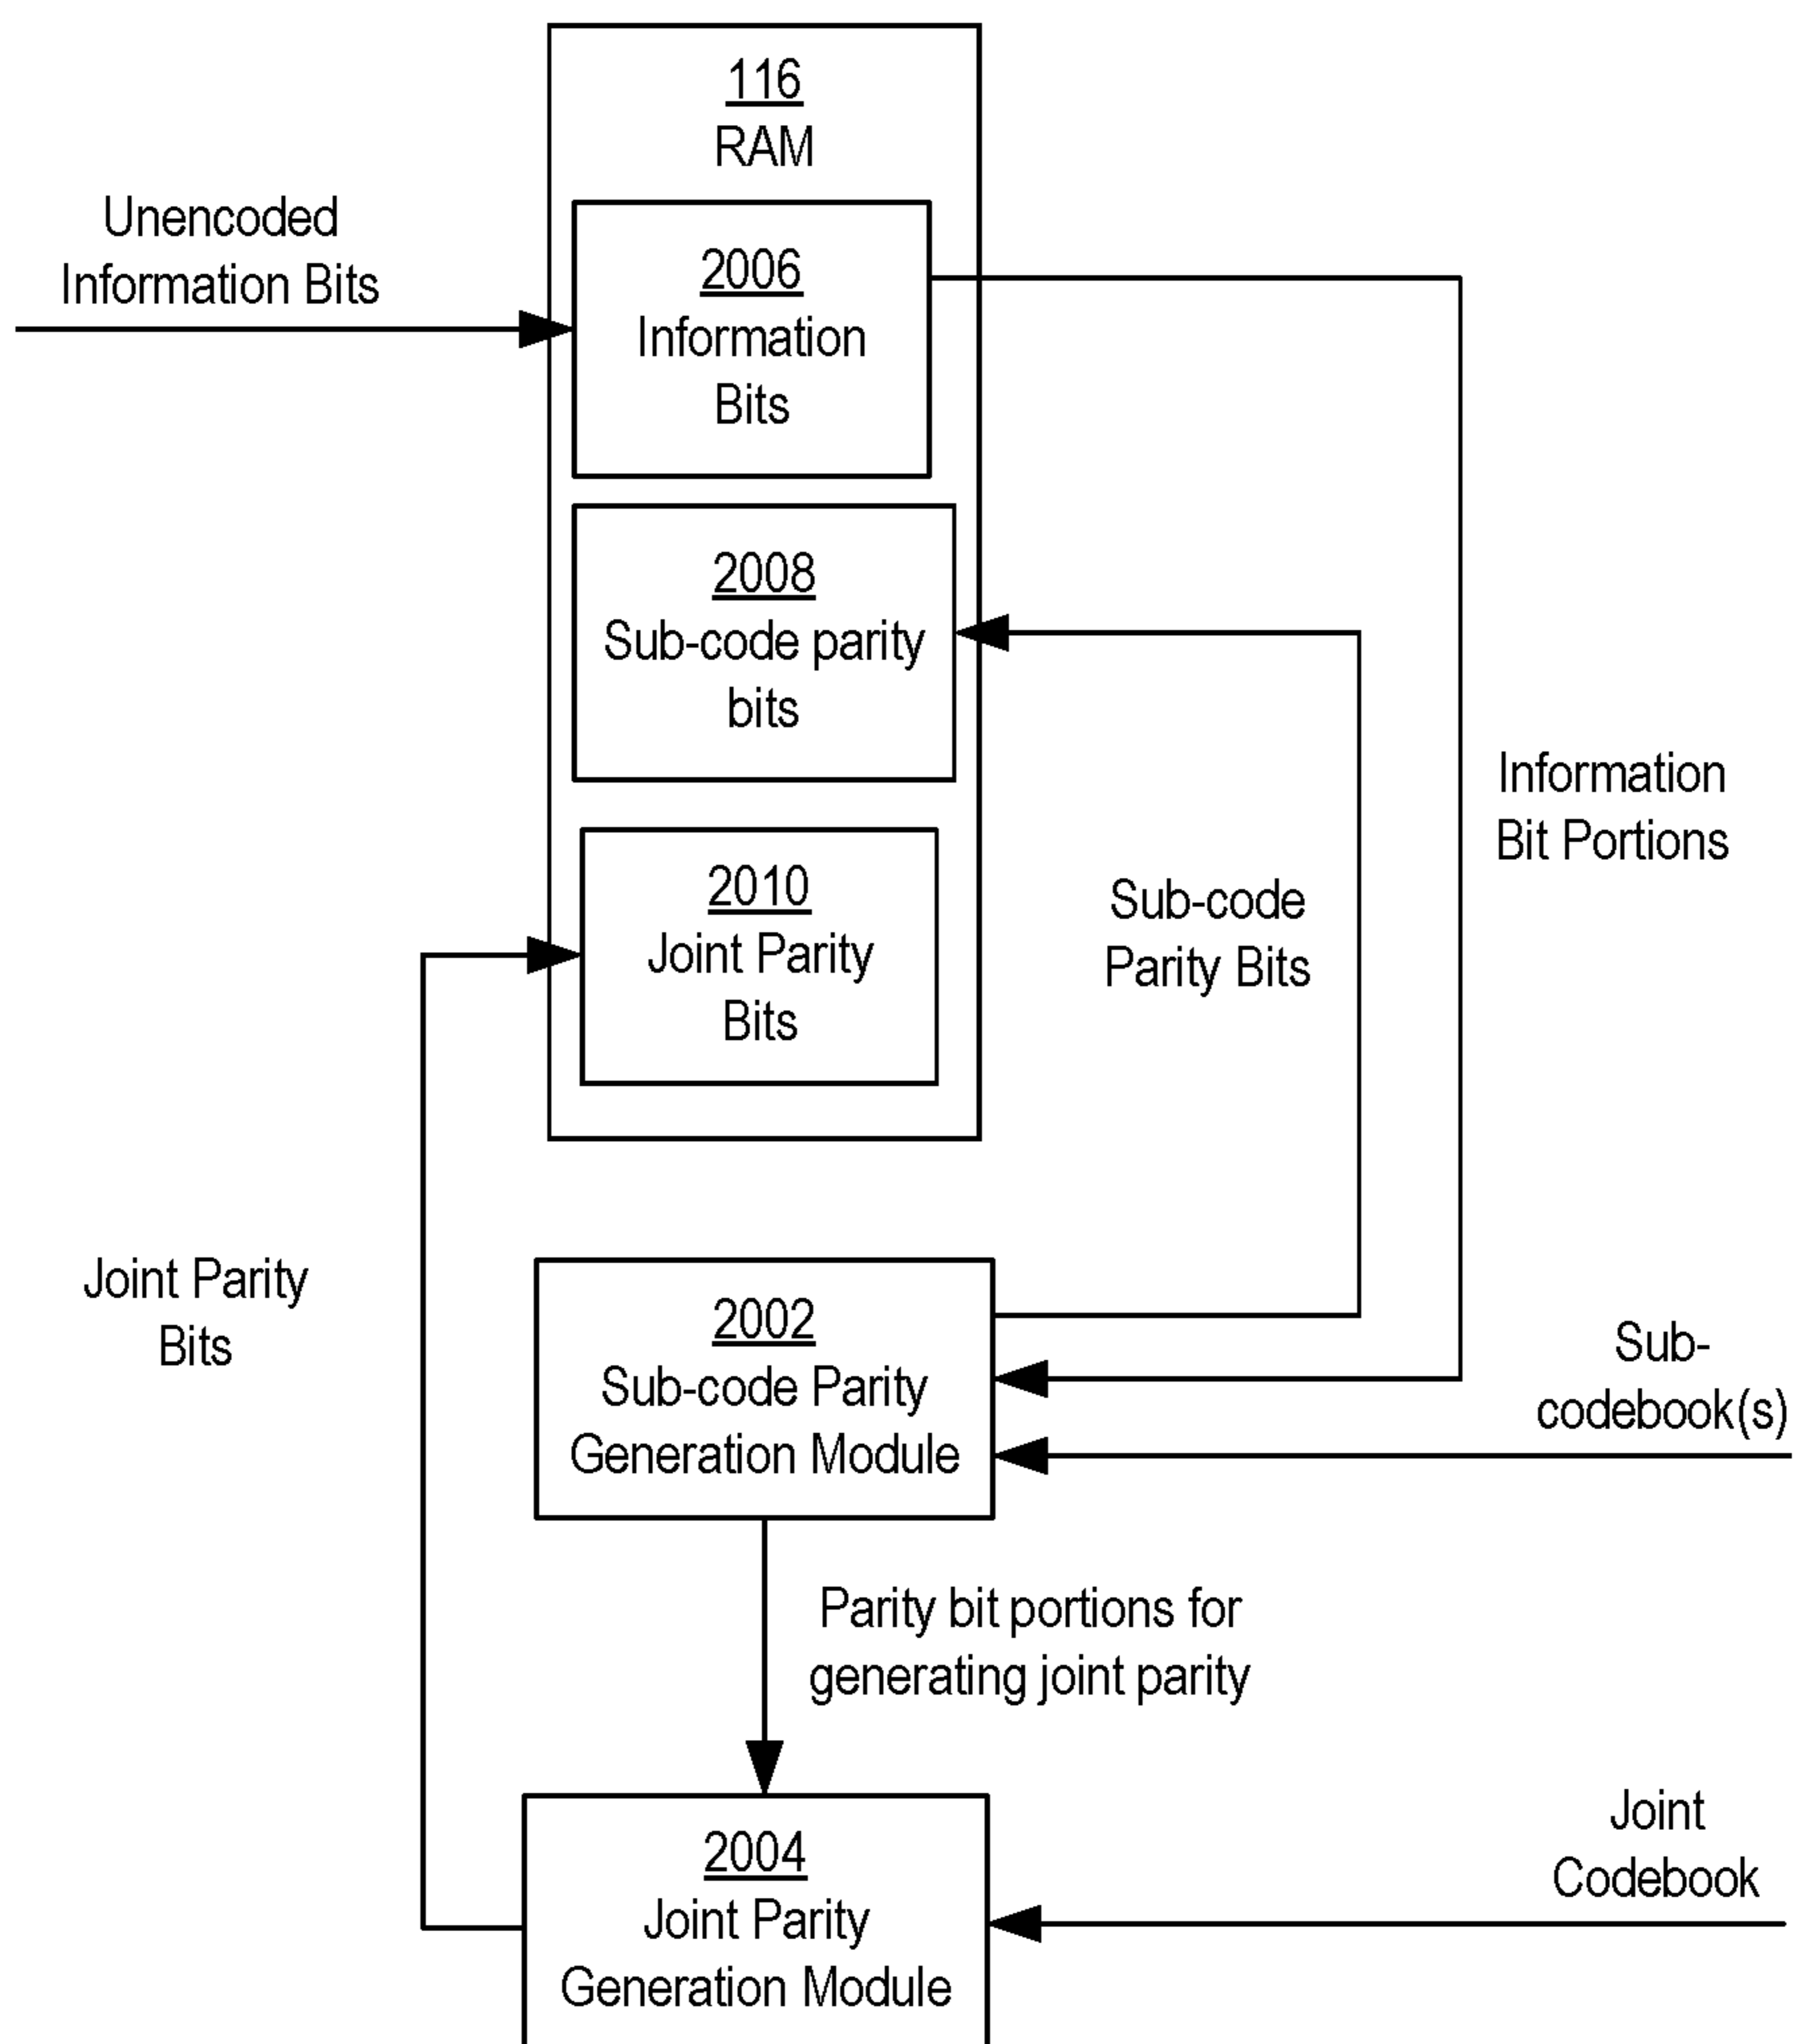 116
RAM
Unencoded
Information Bits
2006
Information
Bits
2008
Sub-code parity
bits
Information
Bit Portions
2010
Joint Parity
Bits
Sub-code
Parity Bits
Joint Parity
Bits
2002
Sub-code Parity
Generation Module
Sub-
codebook(s)
Parity bit portions for
generating joint parity
2004
Joint Parity
Generation Module
Joint
Codebook